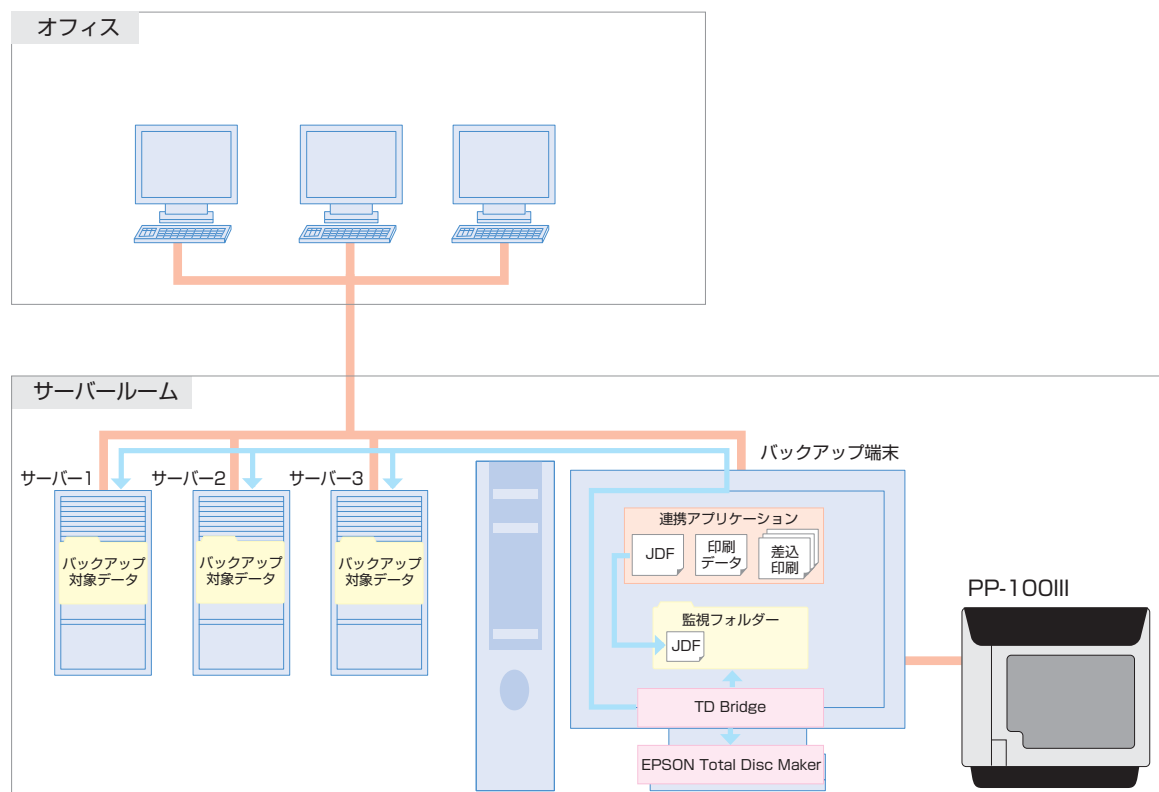 オフィス
サーバールーム
バックアップ端末
サーバー1
サーバー2
サーバー3
バックアップ
対象データ
バックアップ
対象データ
バックアップ
対象データ
連携アプリケーション
JDF
印刷
データ
差込
印刷
監視フォルダー
JDF
TD Bridge
EPSON Total Disc Maker
PP-100III